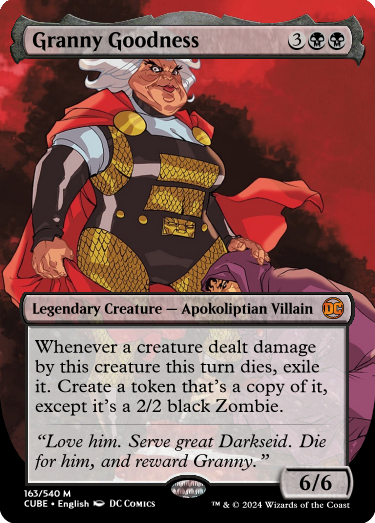 Granny Goodness 3
Legendary Creature — Apokoliptian Villain DC
Whenever a creature dealt damage
by this creature this turn dies, exile
it. Create a token that's a copy of it,
except it's a 2/2 black Zombie.
“Love him. Serve great Darkseid. Die
for him, and reward Granny.”
6/6
163/540 M
CUBE • English DC COMICS
™ & © 2024 Wizards of the Coast